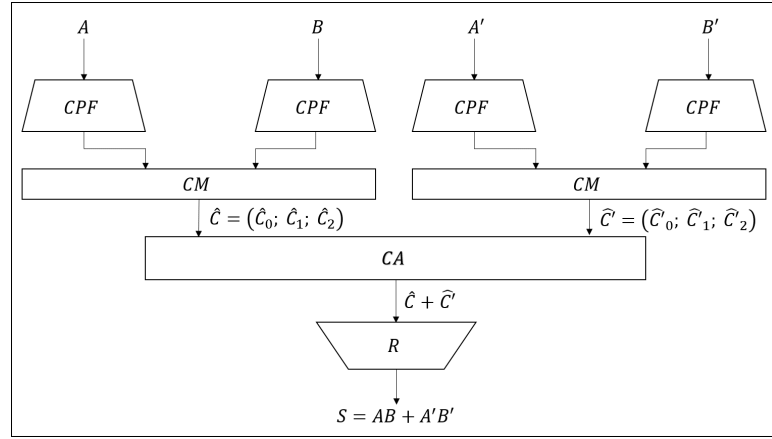 A B A′ B′
CPF CPF CPF CPF
CM CM
Ĉ = (Ĉ₀; Ĉ₁; Ĉ₂) Ĉ′ = (Ĉ′₀; Ĉ′₁; Ĉ′₂)
CA
Ĉ + Ĉ′
R
S = AB + A′B′